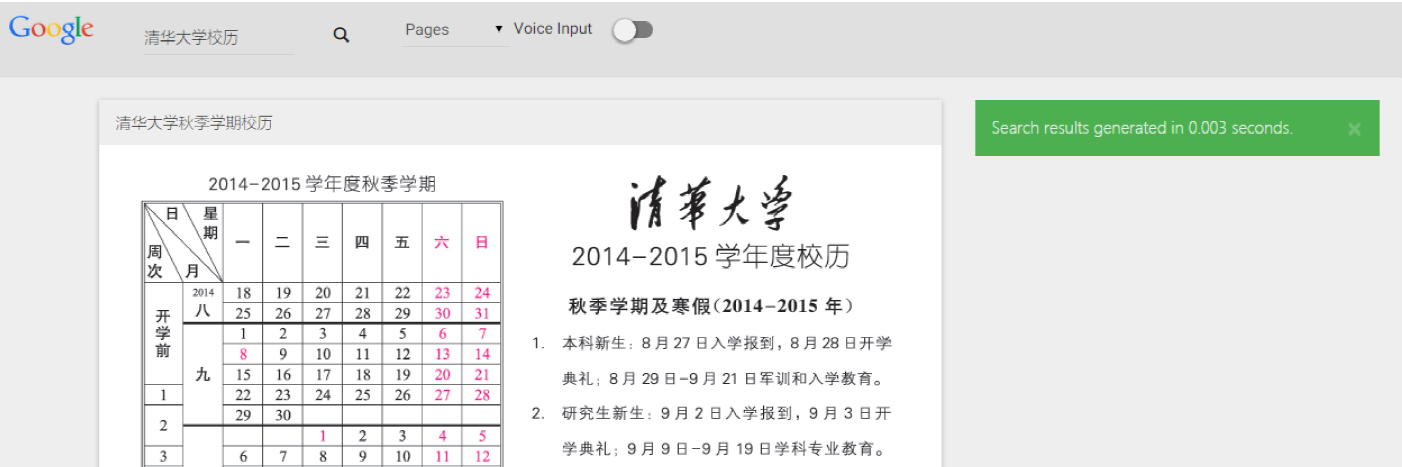 Google
清华大学校历
Pages
Voice Input
清华大学秋季学期校历
Search results generated in 0.003 seconds.
×
2014-2015 学年度秋季学期
日 星期 周次 月 一 二 三 四 五 六 日
开学前 2014 八 18 19 20 21 22 23 24
25 26 27 28 29 30 31
九 1 2 3 4 5 6 7
8 9 10 11 12 13 14
15 16 17 18 19 20 21
1 22 23 24 25 26 27 28
2 29 30
1 2 3 4 5
3 6 7 8 9 10 11 12
清華大学
2014-2015 学年度校历
秋季学期及寒假(2014-2015 年)
1. 本科新生: 8 月 27 日入学报到, 8 月 28 日开学
典礼; 8 月 29 日-9 月 21 日军训和入学教育。
2. 研究生新生: 9 月 2 日入学报到, 9 月 3 日开
学典礼; 9 月 9 日-9 月 19 日学科专业教育。